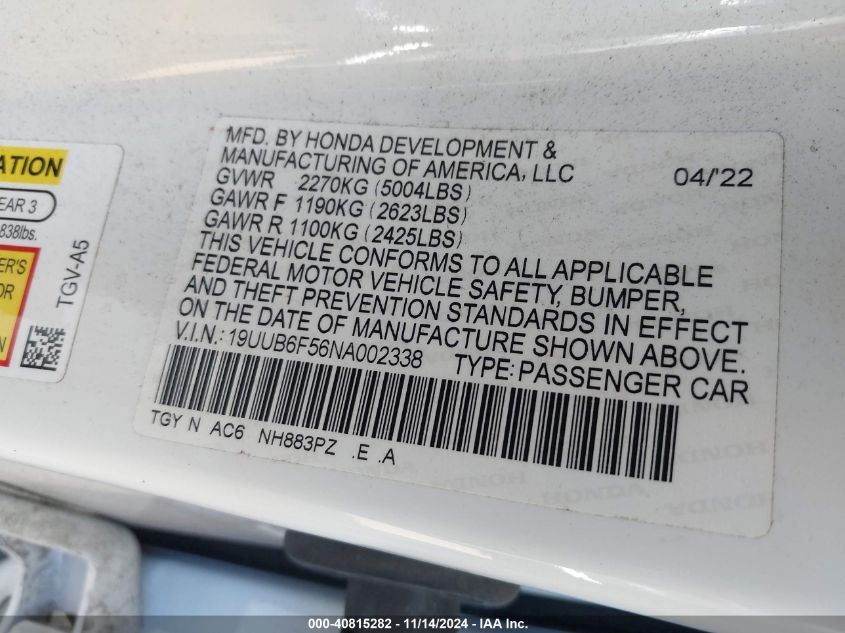 ATION
EAR 3
838lbs.
ER'S
OR
N
TGV-A5
MFD. BY HONDA DEVELOPMENT &
MANUFACTURING OF AMERICA, LLC 04/'22
GVWR 2270KG (5004LBS)
GAWR F 1190KG (2623LBS)
GAWR R 1100KG (2425LBS)
THIS VEHICLE CONFORMS TO ALL APPLICABLE
FEDERAL MOTOR VEHICLE SAFETY, BUMPER,
AND THEFT PREVENTION STANDARDS IN EFFECT
ON THE DATE OF MANUFACTURE SHOWN ABOVE.
V.I.N.: 19UUB6F56NA002338 TYPE: PASSENGER CAR
TGY N AC6 NH883PZ .E .A
000-40815282 - 11/14/2024 - IAA Inc.